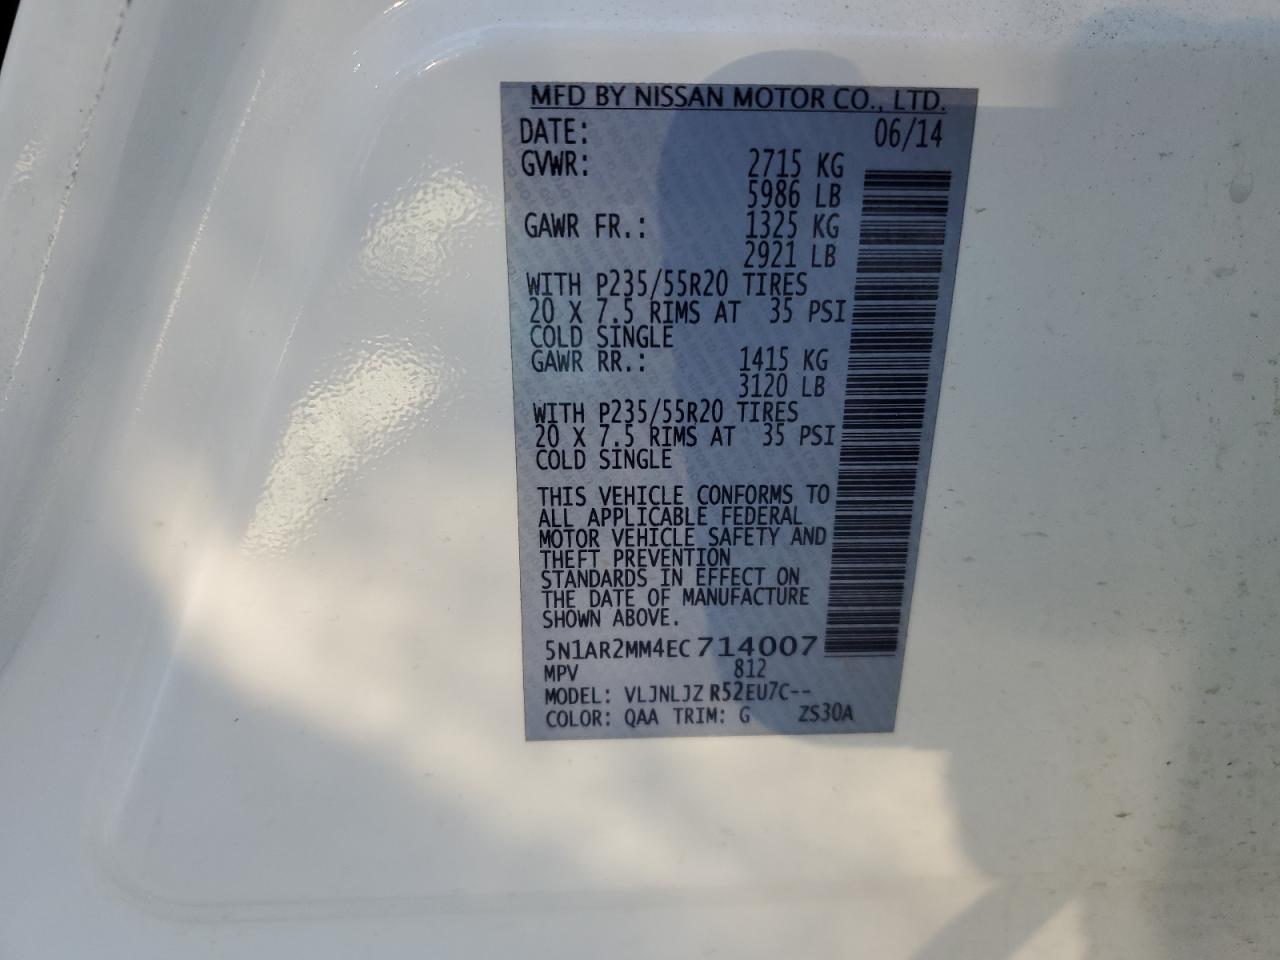 MFD BY NISSAN MOTOR CO., LTD.
DATE: 06/14
GVWR: 2715 KG
5986 LB
GAWR FR.: 1325 KG
2921 LB
WITH P235/55R20 TIRES
20 X 7.5 RIMS AT 35 PSI
COLD SINGLE
GAWR RR.: 1415 KG
3120 LB
WITH P235/55R20 TIRES
20 X 7.5 RIMS AT 35 PSI
COLD SINGLE
THIS VEHICLE CONFORMS TO
ALL APPLICABLE FEDERAL
MOTOR VEHICLE SAFETY AND
THEFT PREVENTION
STANDARDS IN EFFECT ON
THE DATE OF MANUFACTURE
SHOWN ABOVE.
5N1AR2MM4EC714007
MPV 812
MODEL: VLJNLJZ R52EU7C--
COLOR: QAA TRIM: G ZS30A